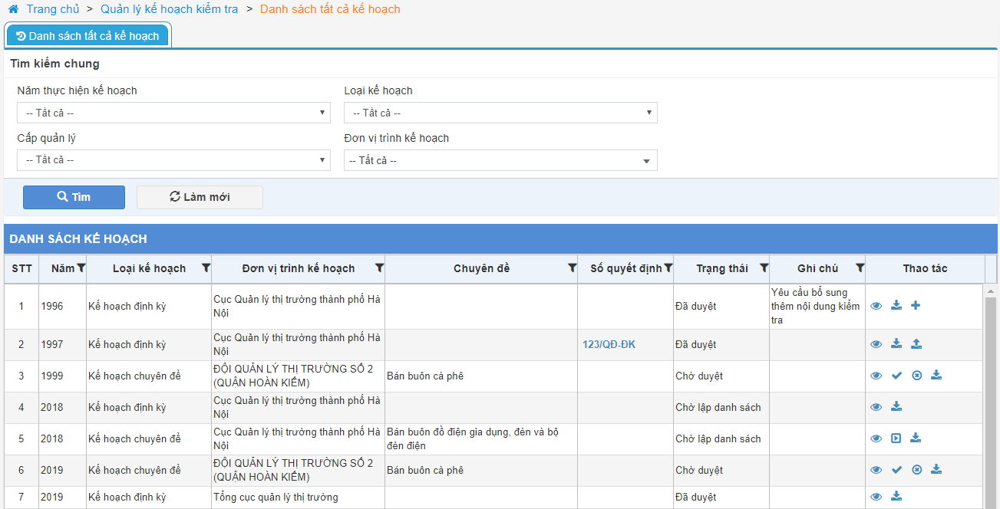 Trang chủ > Quản lý kế hoạch kiểm tra > Danh sách tất cả kế hoạch
Danh sách tất cả kế hoạch
Tìm kiếm chung
Năm thực hiện kế hoạch Loại kế hoạch
-- Tất cả -- -- Tất cả --
Cấp quản lý Đơn vị trình kế hoạch
-- Tất cả -- -- Tất cả --
Tìm Làm mới
DANH SÁCH KẾ HOẠCH
STT Năm Loại kế hoạch Đơn vị trình kế hoạch Chuyên đề Số quyết định Trạng thái Ghi chú Thao tác
1 1996 Kế hoạch định kỳ Cục Quản lý thị trường thành phố Hà Nội Đã duyệt Yêu cầu bổ sung thêm nội dung kiểm tra
2 1997 Kế hoạch định kỳ Cục Quản lý thị trường thành phố Hà Nội 123/QĐ-ĐK Đã duyệt
3 1999 Kế hoạch chuyên đề ĐỘI QUẢN LÝ THỊ TRƯỜNG SỐ 2 (QUẬN HOÀN KIẾM) Bán buôn cà phê Chờ duyệt
4 2018 Kế hoạch định kỳ Cục Quản lý thị trường thành phố Hà Nội Chờ lập danh sách
5 2018 Kế hoạch chuyên đề Cục Quản lý thị trường thành phố Hà Nội Bán buôn đồ điện gia dụng, đèn và bộ đèn điện Chờ lập danh sách
6 2019 Kế hoạch chuyên đề ĐỘI QUẢN LÝ THỊ TRƯỜNG SỐ 2 (QUẬN HOÀN KIẾM) Bán buôn cà phê Chờ duyệt
7 2019 Kế hoạch định kỳ Tổng cục quản lý thị trường Đã duyệt